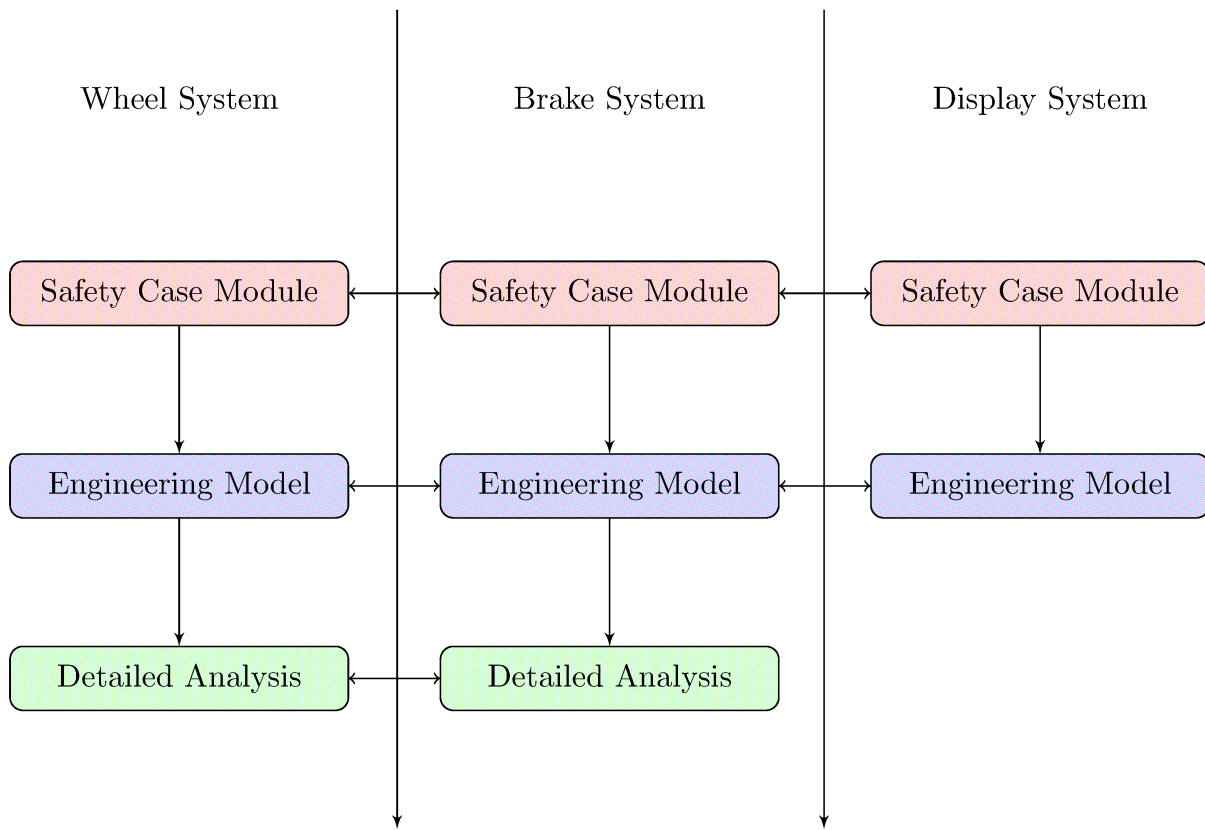 Wheel System
Brake System
Display System
Safety Case Module
Safety Case Module
Safety Case Module
Engineering Model
Engineering Model
Engineering Model
Detailed Analysis
Detailed Analysis